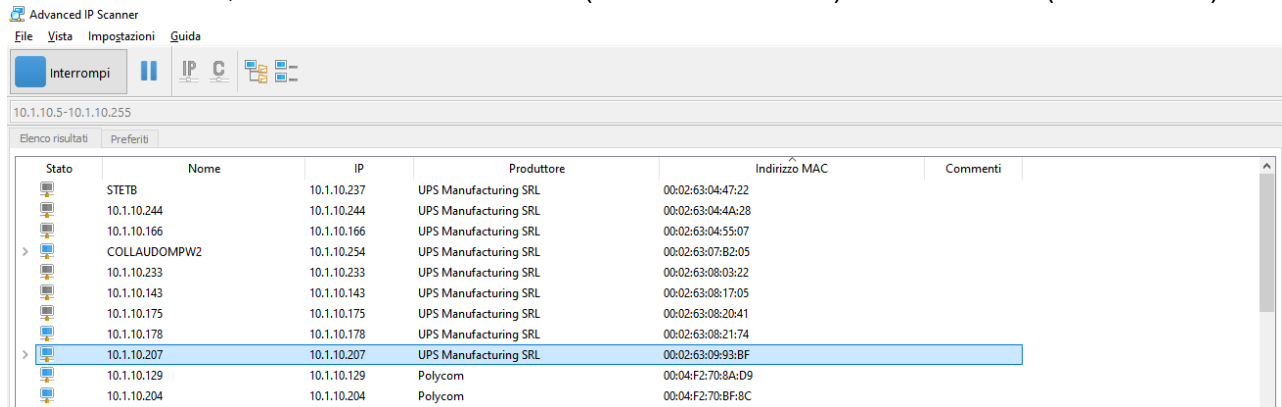 Advanced IP Scanner
File Vista Impostazioni Guida
Interrompi IP C
10.1.10.5-10.1.10.255
Elenco risultati Preferiti
Stato Nome IP Produttore Indirizzo MAC Commenti
STETB 10.1.10.237 UPS Manufacturing SRL 00:02:63:04:47:22
10.1.10.244 10.1.10.244 UPS Manufacturing SRL 00:02:63:04:4A:28
10.1.10.166 10.1.10.166 UPS Manufacturing SRL 00:02:63:04:55:07
COLLAUDOMPW2 10.1.10.254 UPS Manufacturing SRL 00:02:63:07:B2:05
10.1.10.233 10.1.10.233 UPS Manufacturing SRL 00:02:63:08:03:22
10.1.10.143 10.1.10.143 UPS Manufacturing SRL 00:02:63:08:17:05
10.1.10.175 10.1.10.175 UPS Manufacturing SRL 00:02:63:08:20:41
10.1.10.178 10.1.10.178 UPS Manufacturing SRL 00:02:63:08:21:74
10.1.10.207 10.1.10.207 UPS Manufacturing SRL 00:02:63:09:93:BF
10.1.10.129 10.1.10.129 Polycom 00:04:F2:70:8A:D9
10.1.10.204 10.1.10.204 Polycom 00:04:F2:70:BF:8C